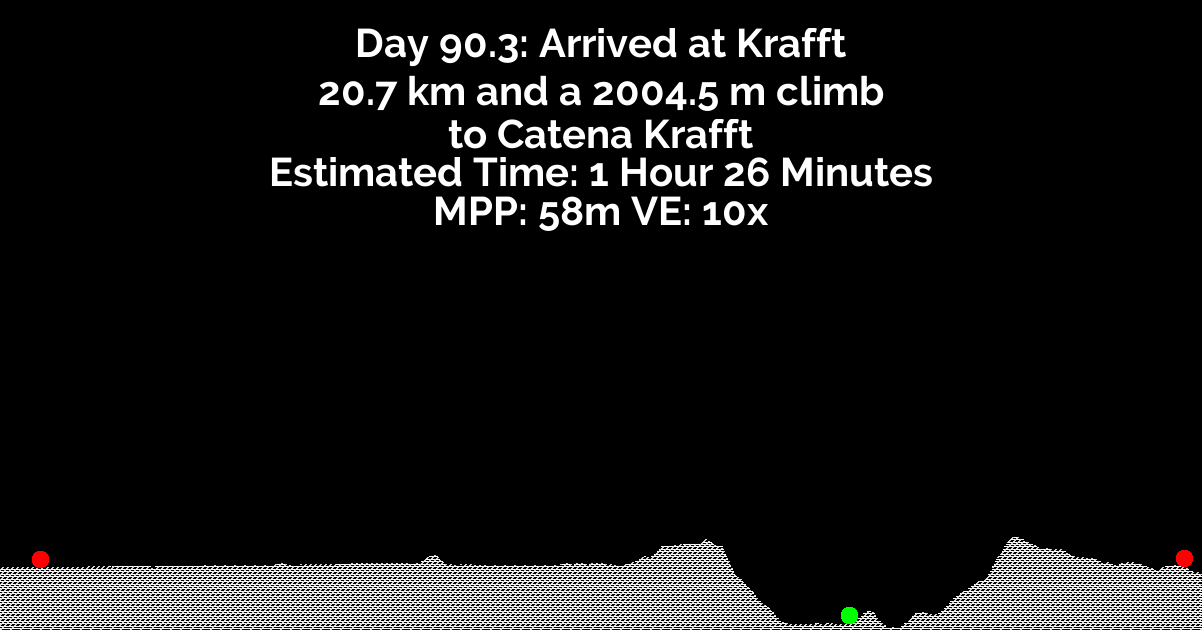 Day 90.3: Arrived at Krafft
20.7 km and a 2004.5 m climb
to Catena Krafft
Estimated Time: 1 Hour 26 Minutes
MPP: 58m VE: 10x